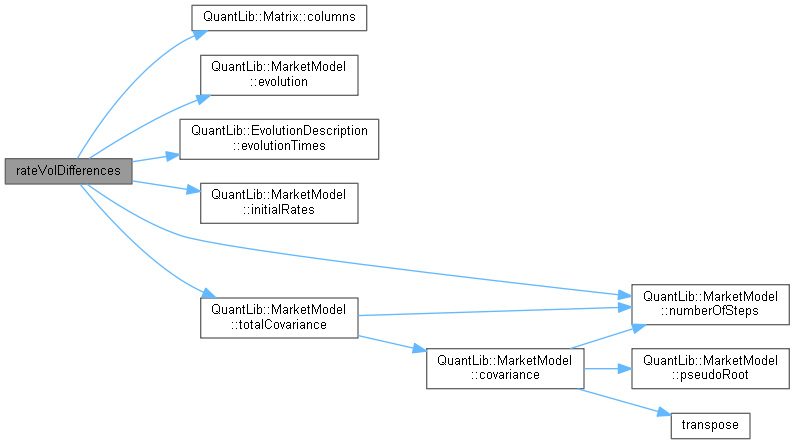 QuantLib::Matrix::columns
QuantLib::MarketModel
::evolution
QuantLib::EvolutionDescription
::evolutionTimes
rateVolDifferences
QuantLib::MarketModel
::initialRates
QuantLib::MarketModel
::totalCovariance
QuantLib::MarketModel
::numberOfSteps
QuantLib::MarketModel
::covariance
QuantLib::MarketModel
::pseudoRoot
transpose